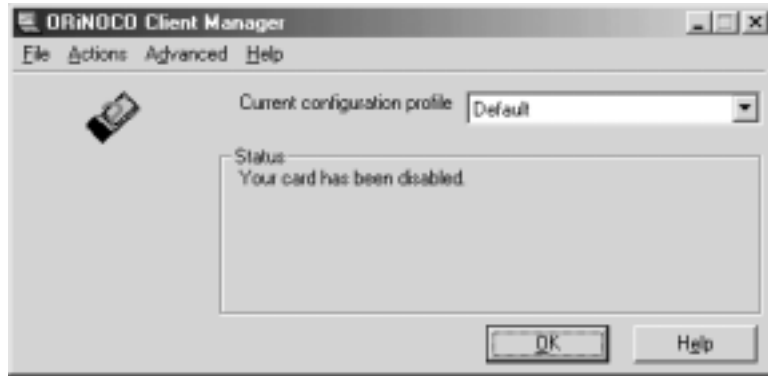 ORiNOCO Client Manager
File Actions Advanced Help
Current configuration profile Default
Status
Your card has been disabled.
OK Help